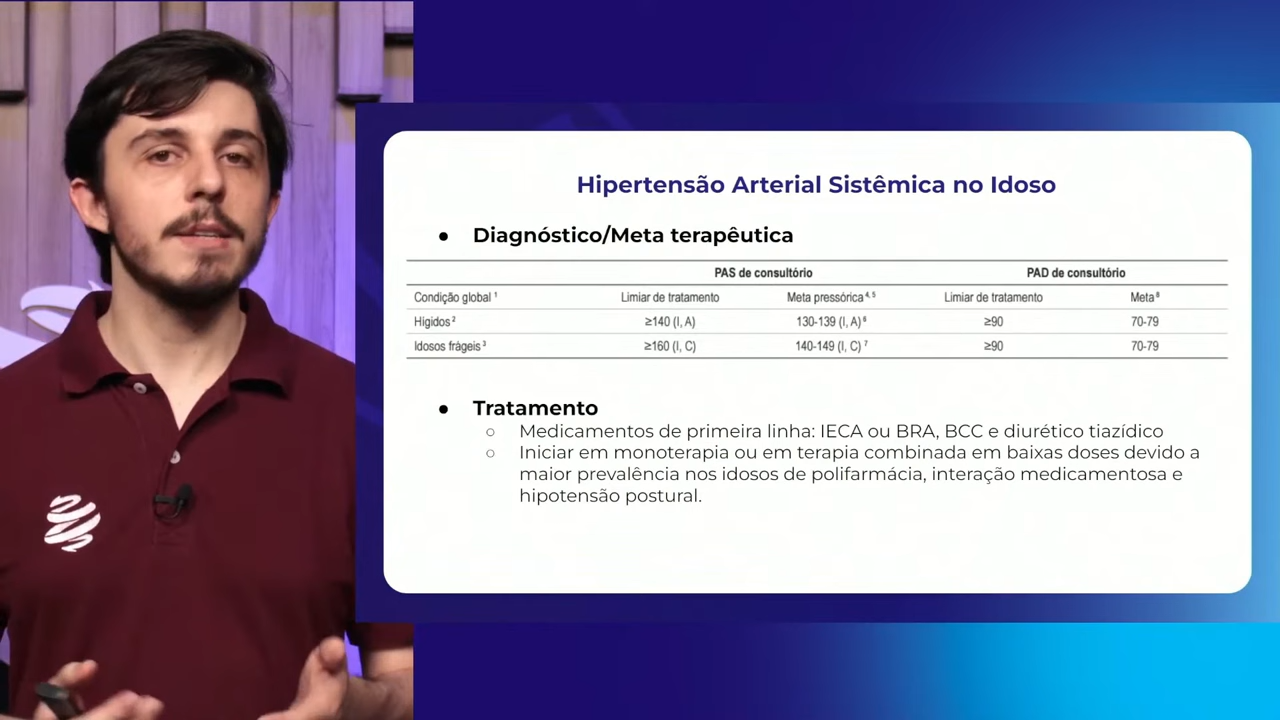 Hipertensão Arterial Sistêmica no Idoso
● Diagnóstico/Meta terapêutica
PAS de consultório PAD de consultório
Condição global ¹ Limiar de tratamento Meta pressórica ⁴, ⁵ Limiar de tratamento Meta ⁸
Hígidos ² ≥140 (I, A) 130-139 (I, A) ⁶ ≥90 70-79
Idosos frágeis ³ ≥160 (I, C) 140-149 (I, C) ⁷ ≥90 70-79
● Tratamento
○ Medicamentos de primeira linha: IECA ou BRA, BCC e diurético tiazídico
○ Iniciar em monoterapia ou em terapia combinada em baixas doses devido a
maior prevalência nos idosos de polifarmácia, interação medicamentosa e
hipotensão postural.